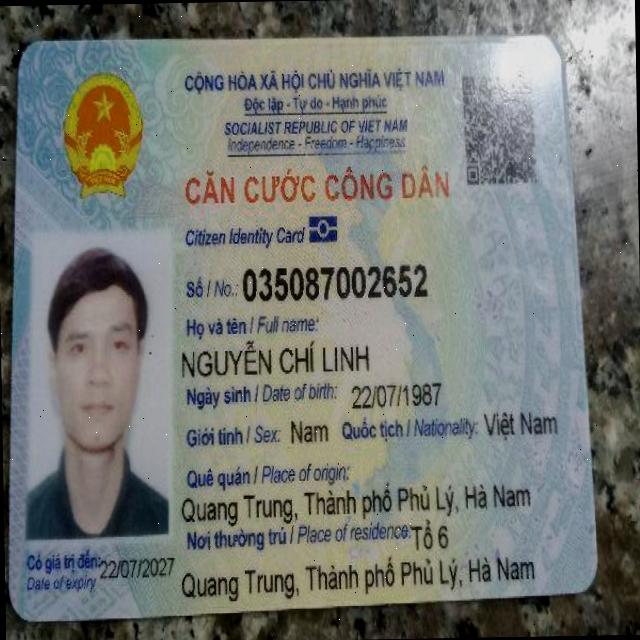 CỘNG HÒA XÃ HỘI CHỦ NGHĨA VIỆT NAM
Độc lập - Tự do - Hạnh phúc
SOCIALIST REPUBLIC OF VIET NAM
Independence - Freedom - Happiness
CĂN CƯỚC CÔNG DÂN
Citizen Identity Card
Số / No.: 035087002652
Họ và tên / Full name:
NGUYỄN CHÍ LINH
Ngày sinh / Date of birth: 22/07/1987
Giới tính / Sex: Nam Quốc tịch / Nationality: Việt Nam
Quê quán / Place of origin:
Quang Trung, Thành phố Phủ Lý, Hà Nam
Nơi thường trú / Place of residence: Tổ 6
Quang Trung, Thành phố Phủ Lý, Hà Nam
Có giá trị đến: 22/07/2027
Date of expiry